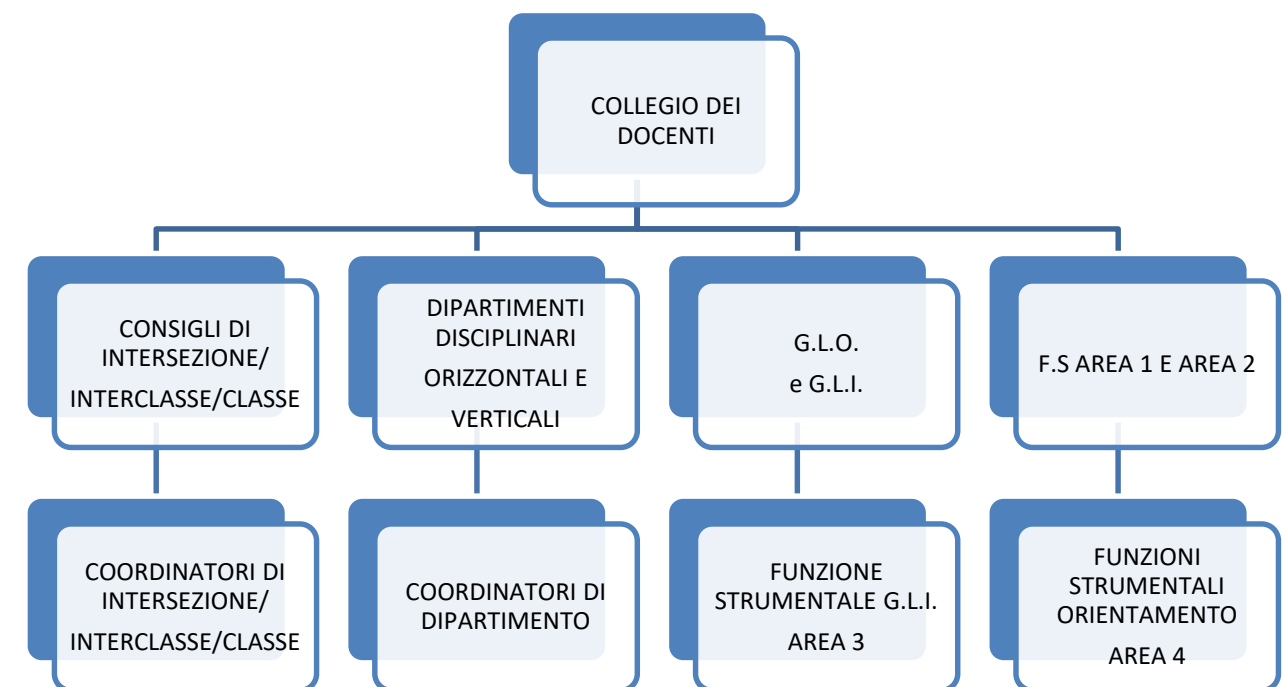 COLLEGIO DEI
DOCENTI
CONSIGLI DI
INTERSEZIONE/
INTERCLASSE/CLASSE
DIPARTIMENTI
DISCIPLINARI
ORIZZONTALI E
VERTICALI
G.L.O.
e G.L.I.
F.S AREA 1 E AREA 2
COORDINATORI DI
INTERSEZIONE/
INTERCLASSE/CLASSE
COORDINATORI DI
DIPARTIMENTO
FUNZIONE
STRUMENTALE G.L.I.
AREA 3
FUNZIONI
STRUMENTALI
ORIENTAMENTO
AREA 4